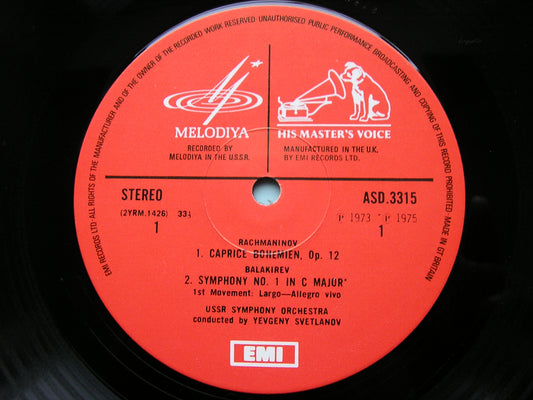 EMI RECORDS LTD· ALL RIGHTS OF THE MANUFACTURER AND OF THE OWNER OF THE RECORDED WORK RESERVED UNAUTHORISED PUBLIC PERFORMANCE BROADCASTING AND COPYING OF THIS RECORD PROHIBITED · MADE IN GT BRITAIN
MELODIYA
HIS MASTER'S VOICE
RECORDED BY
MELODIYA IN THE U.S.S.R.
MANUFACTURED IN THE U.K.
BY EMI RECORDS LTD.
STEREO
ASD.3315
(2YRM.1426) 33⅓
P 1973 * P 1975
1
1
RACHMANINOV
1. CAPRICE BOHEMIEN, Op. 12
BALAKIREV
2. SYMPHONY NO. 1 IN C MAJUR*
1st Movement: Largo—Allegro vivo
USSR SYMPHONY ORCHESTRA
conducted by YEVGENY SVETLANOV
EMI